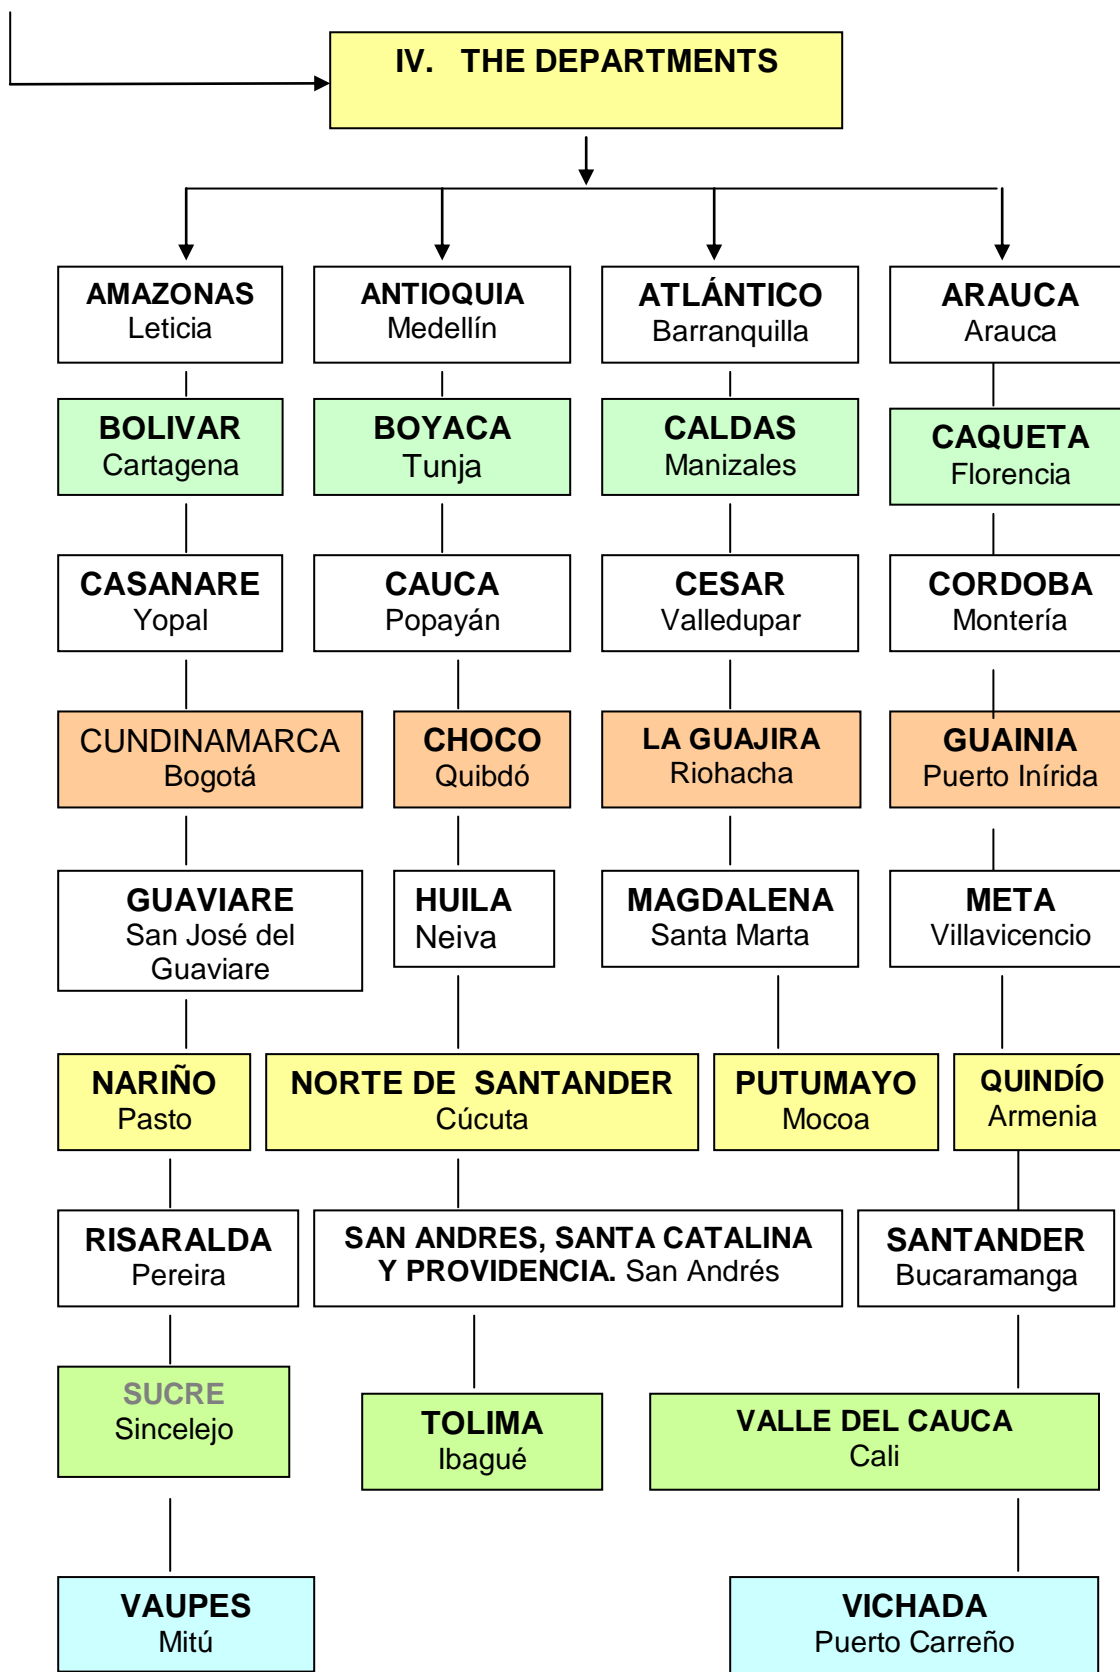 IV. THE DEPARTMENTS
AMAZONAS
Leticia
ANTIOQUIA
Medellín
ATLÁNTICO
Barranquilla
ARAUCA
Arauca
BOLIVAR
Cartagena
BOYACA
Tunja
CALDAS
Manizales
CAQUETA
Florencia
CASANARE
Yopal
CAUCA
Popayán
CESAR
Valledupar
CORDOBA
Montería
CUNDINAMARCA
Bogotá
CHOCO
Quibdó
LA GUAJIRA
Riohacha
GUAINIA
Puerto Inírida
GUAVIARE
San José del
Guaviare
HUILA
Neiva
MAGDALENA
Santa Marta
META
Villavicencio
NARIÑO
Pasto
NORTE DE SANTANDER
Cúcuta
PUTUMAYO
Mocoa
QUINDÍO
Armenia
RISARALDA
Pereira
SAN ANDRES, SANTA CATALINA
Y PROVIDENCIA. San Andrés
SANTANDER
Bucaramanga
SUCRE
Sincelejo
TOLIMA
Ibagué
VALLE DEL CAUCA
Cali
VAUPES
Mitú
VICHADA
Puerto Carreño